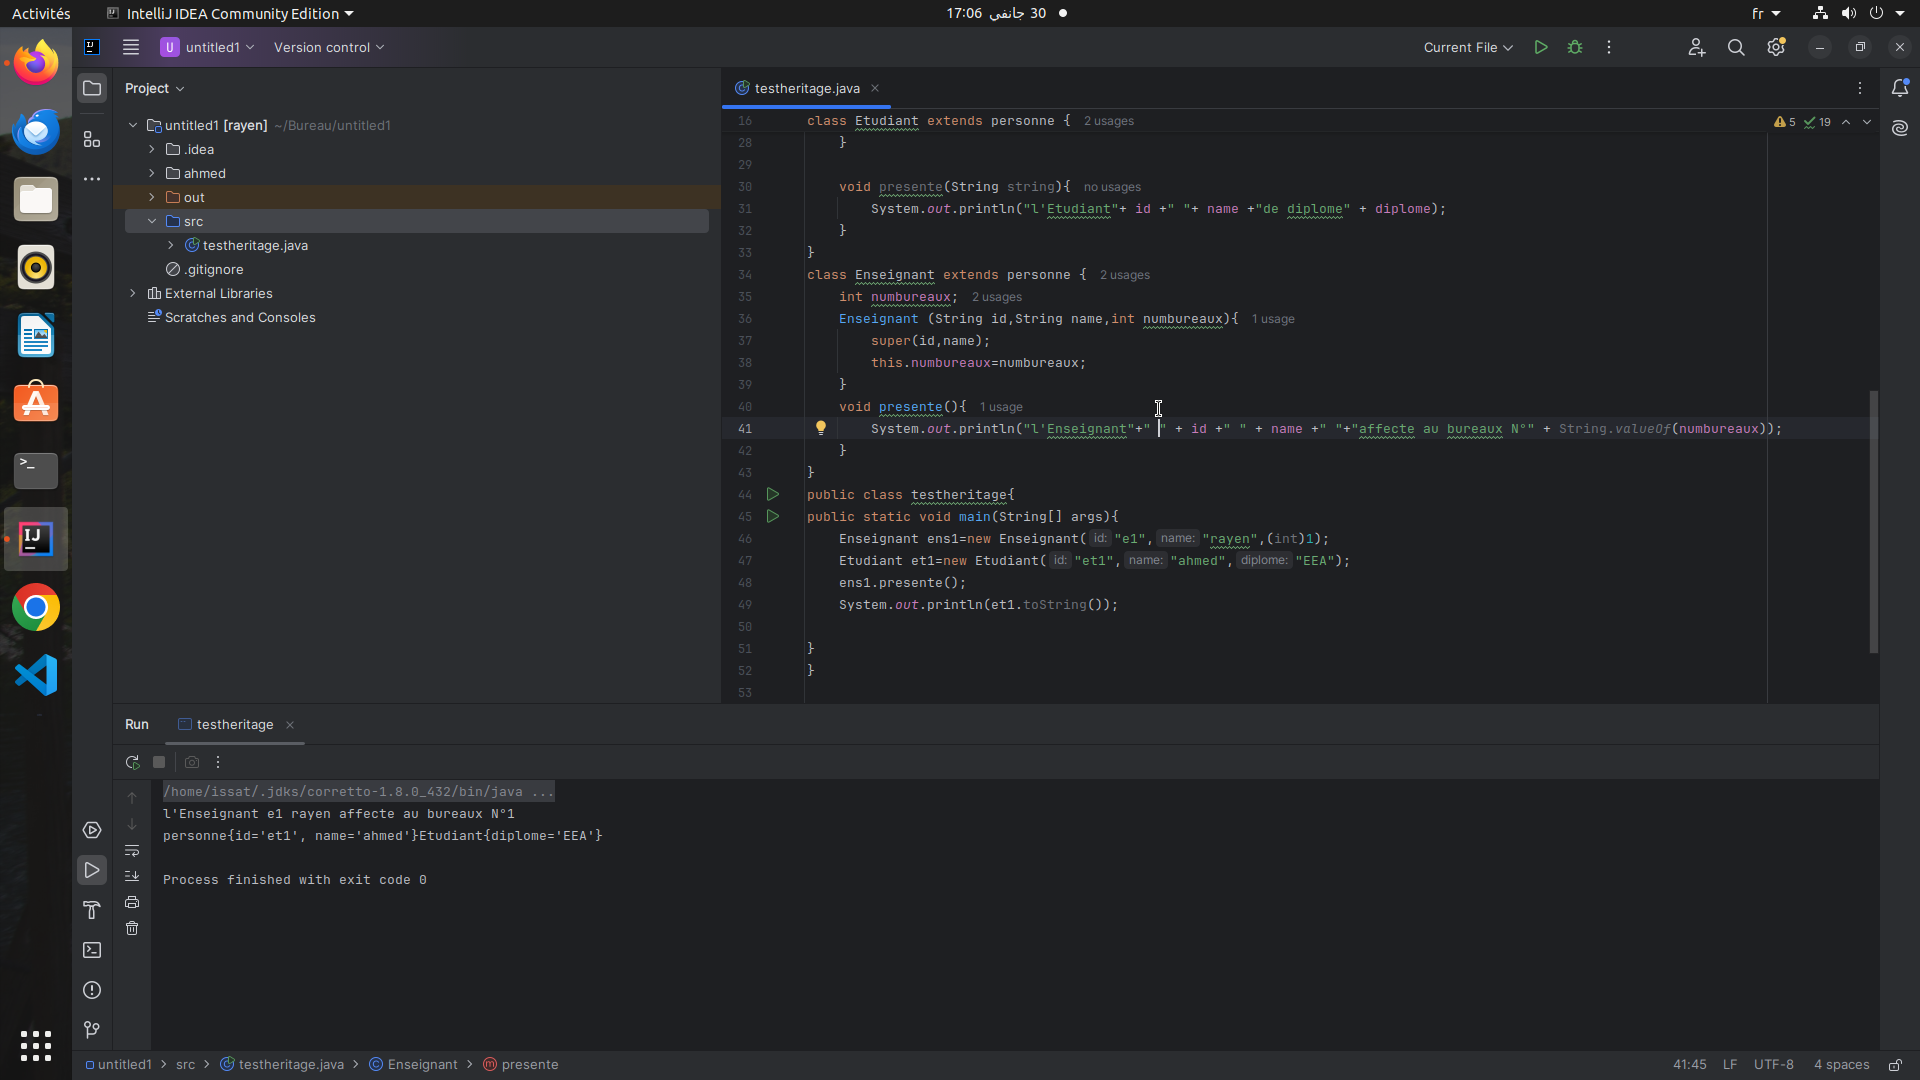 Activités
IntelliJ IDEA Community Edition
30 جانفي 17:06
fr
untitled1
Version control
Current File
Project
untitled1 [rayen] ~/Bureau/untitled1
.idea
ahmed
out
src
testheritage.java
.gitignore
External Libraries
Scratches and Consoles
testheritage.java
16 class Etudiant extends personne { 2 usages
5 19
28 }
29
30 void presente(String string){ no usages
31 System.out.println("l'Etudiant"+ id +" "+ name +"de diplome" + diplome);
32 }
33 }
34 class Enseignant extends personne { 2 usages
35 int numbureaux; 2 usages
36 Enseignant (String id,String name,int numbureaux){ 1 usage
37 super(id,name);
38 this.numbureaux=numbureaux;
39 }
40 void presente(){ 1 usage
41 System.out.println("l'Enseignant"+" " + id +" " + name +" "+"affecte au bureaux N°" + String.valueOf(numbureaux));
42 }
43 }
44 public class testheritage{
45 public static void main(String[] args){
46 Enseignant ens1=new Enseignant( id: "e1", name: "rayen",(int)1);
47 Etudiant et1=new Etudiant( id: "et1", name: "ahmed", diplome: "EEA");
48 ens1.presente();
49 System.out.println(et1.toString());
50
51 }
52 }
53
Run
testheritage
/home/issat/.jdks/corretto-1.8.0_432/bin/java ...
l'Enseignant e1 rayen affecte au bureaux N°1
personne{id='et1', name='ahmed'}Etudiant{diplome='EEA'}
Process finished with exit code 0
untitled1 > src > testheritage.java > Enseignant > presente
41:45 LF UTF-8 4 spaces